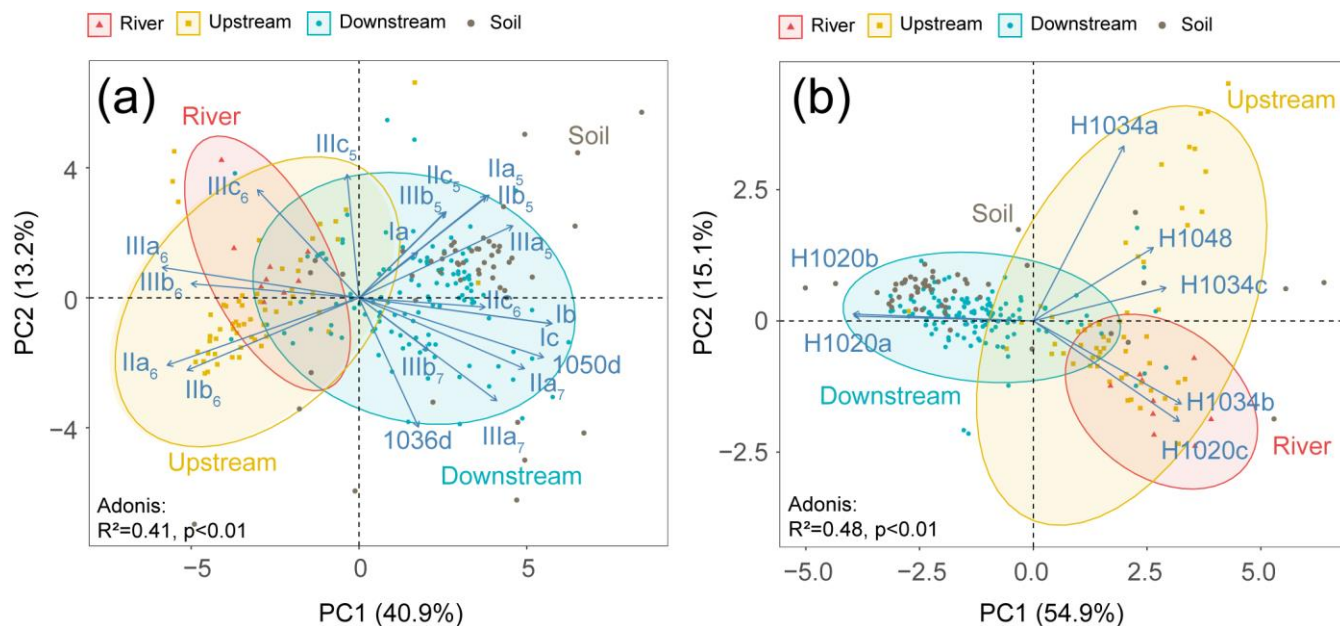 River Upstream Downstream Soil
(a)
River
Soil
IIIc₅
IIa₅
IIc₅
IIIb₅
IIb₅
IIIc₆
Ia
IIIa₅
IIIa₆
IIIb₆
IIc₆
Ib
Ic
1050d
IIIb₇
IIa₇
IIa₆
IIb₆
1036d
IIIa₇
Upstream
Downstream
Adonis:
R²=0.41, p<0.01
4
0
−4
−5
0
5
PC2 (13.2%)
PC1 (40.9%)
River Upstream Downstream Soil
(b)
Upstream
H1034a
Soil
H1048
H1020b
H1034c
H1020a
Downstream
H1034b
H1020c
River
Adonis:
R²=0.48, p<0.01
2.5
0.0
−2.5
−5.0
−2.5
0.0
2.5
5.0
PC2 (15.1%)
PC1 (54.9%)